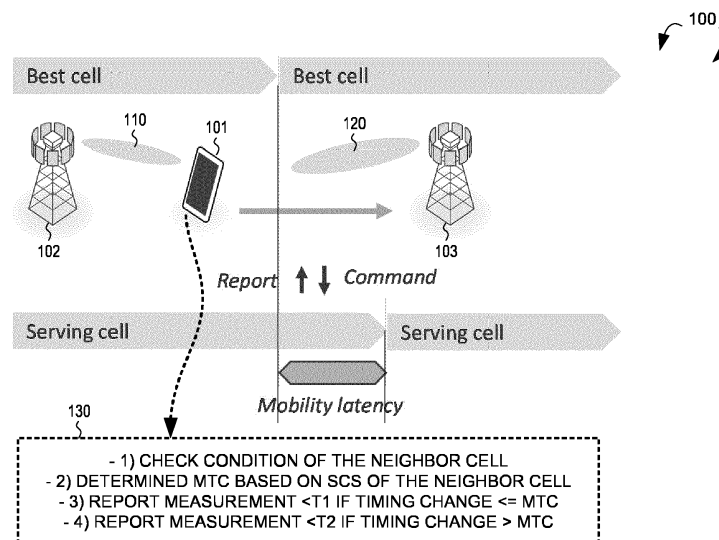 100
Best cell Best cell
110 101 120
102 103
Report Command
Serving cell Serving cell
Mobility latency
130
- 1) CHECK CONDITION OF THE NEIGHBOR CELL
- 2) DETERMINED MTC BASED ON SCS OF THE NEIGHBOR CELL
- 3) REPORT MEASUREMENT <T1 IF TIMING CHANGE <= MTC
- 4) REPORT MEASUREMENT <T2 IF TIMING CHANGE > MTC